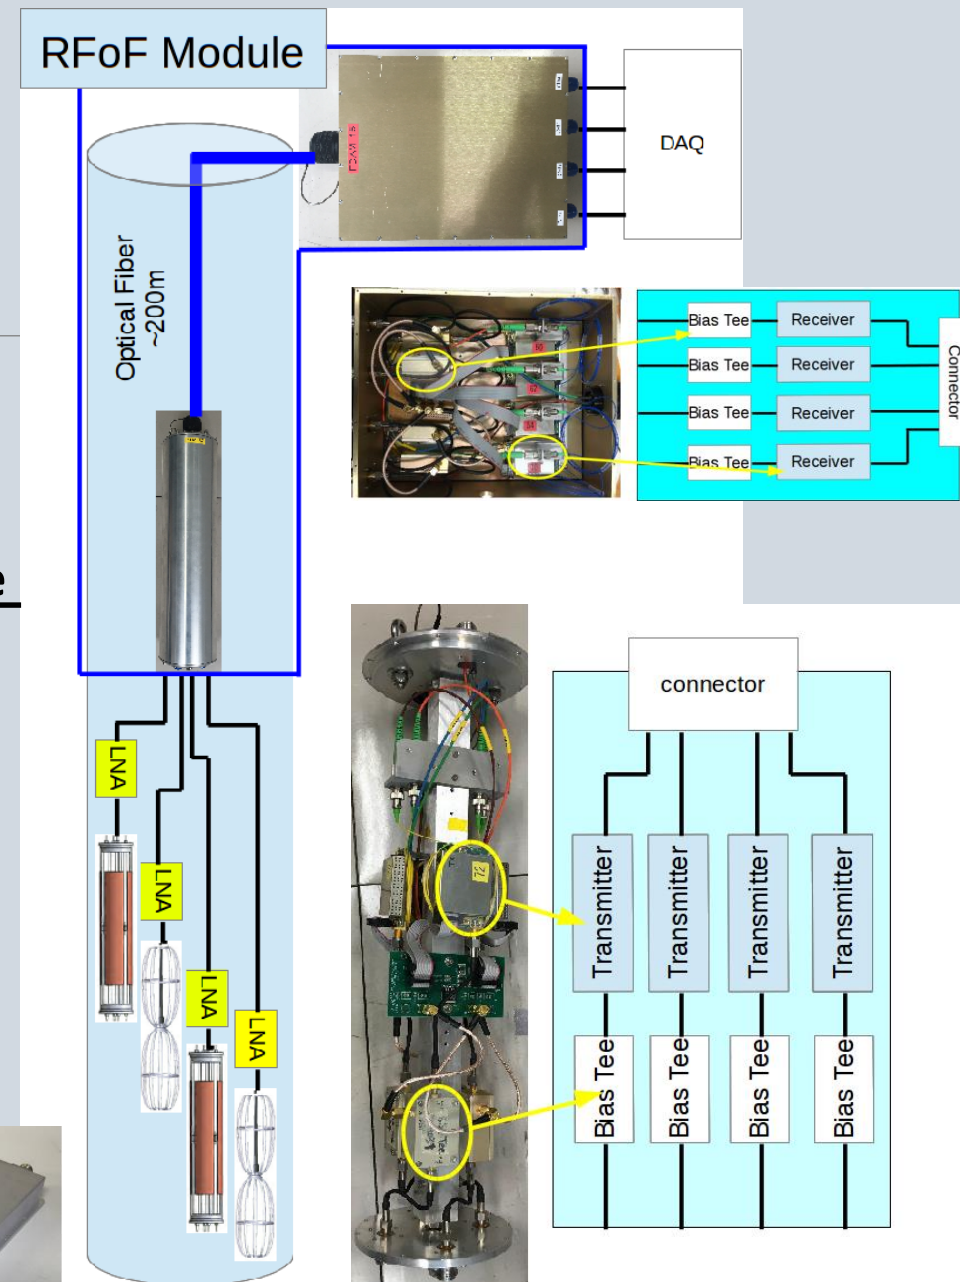 RFoF Module
DAQ
Optical Fiber
~200m
Bias Tee
Receiver
Bias Tee
Receiver
Bias Tee
Receiver
Bias Tee
Receiver
Connector
e
connector
LNA
LNA
LNA
LNA
72
Transmitter
Transmitter
Transmitter
Transmitter
Bias Tee
Bias Tee
Bias Tee
Bias Tee